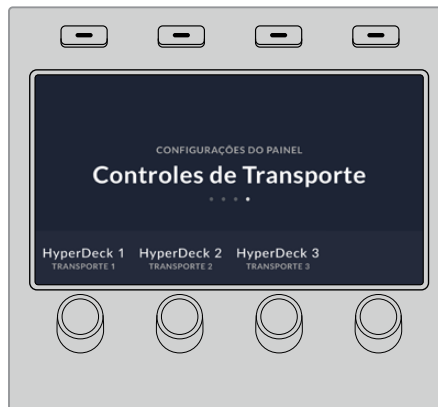 CONFIGURAÇÕES DO PAINEL
Controles de Transporte
HyperDeck 1 HyperDeck 2 HyperDeck 3
TRANSPORTE 1 TRANSPORTE 2 TRANSPORTE 3